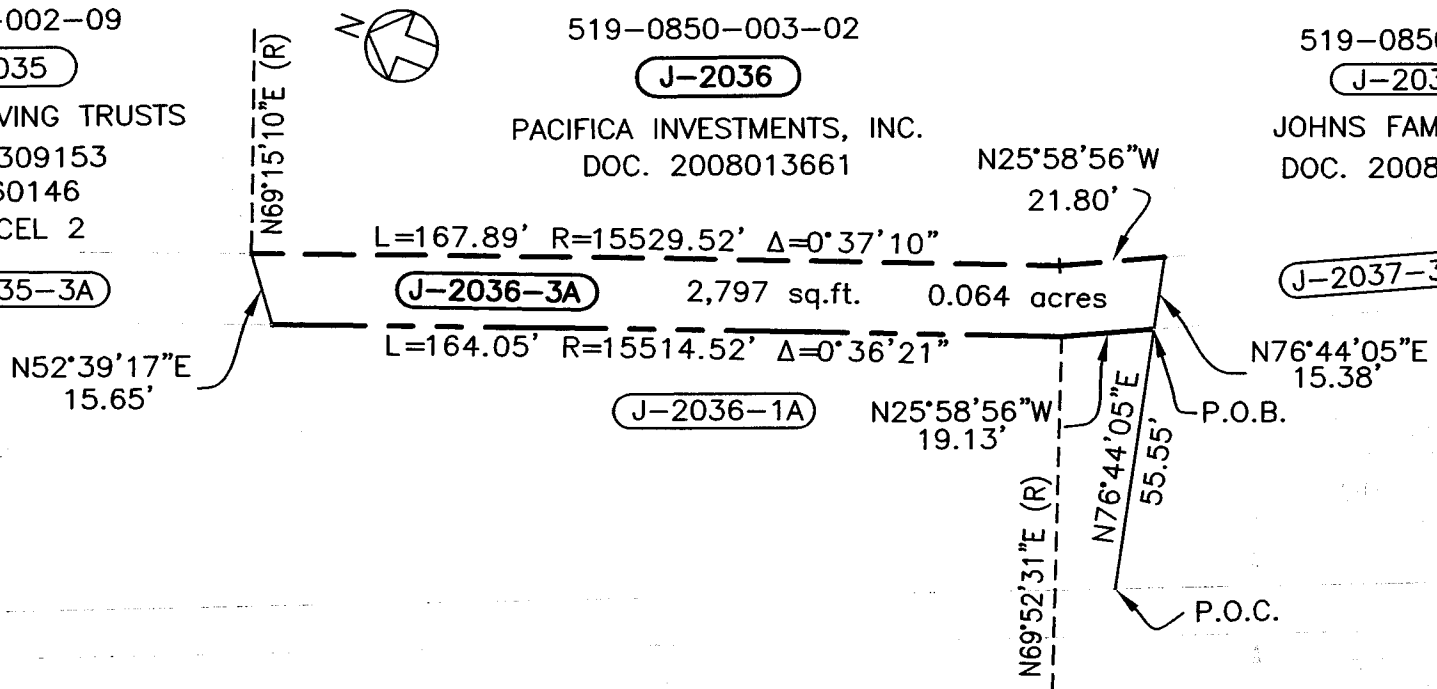 -002-09
035
VING TRUSTS
309153
60146
CEL 2
35-3A
N69°15'10"E (R)
N
519-0850-003-02
J-2036
PACIFICA INVESTMENTS, INC.
DOC. 2008013661
519-0850
J-203
JOHNS FAM
DOC. 2008
J-2037-3
N25°58'56"W
21.80'
L=167.89' R=15529.52' Δ=0°37'10"
J-2036-3A 2,797 sq.ft. 0.064 acres
L=164.05' R=15514.52' Δ=0°36'21"
N52°39'17"E
15.65'
J-2036-1A
N25°58'56"W
19.13'
N76°44'05"E
15.38'
P.O.B.
N76°44'05"E
55.55'
N69°52'31"E (R)
P.O.C.